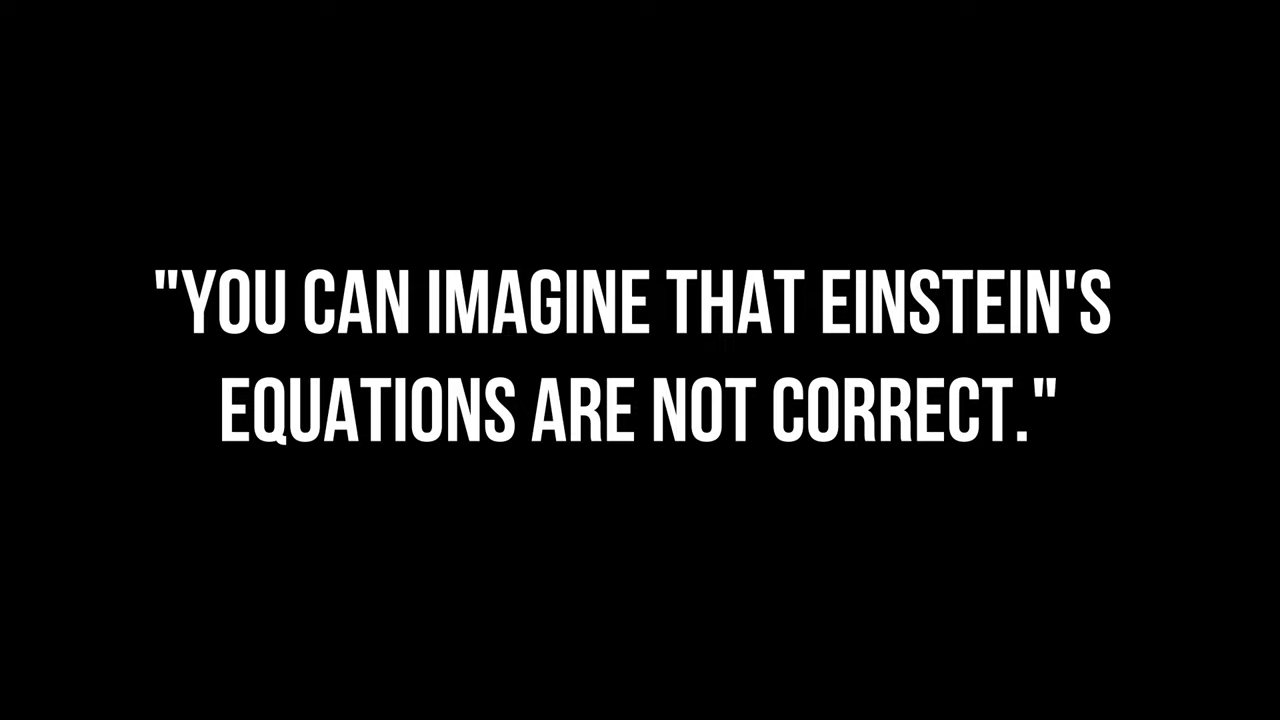 "YOU CAN IMAGINE THAT EINSTEIN'S
EQUATIONS ARE NOT CORRECT."